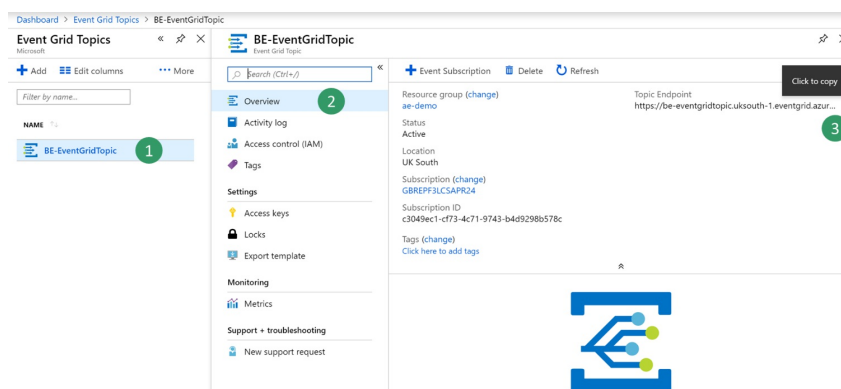 Dashboard > Event Grid Topics > BE-EventGridTopic
Event Grid Topics
Microsoft
Add Edit columns ··· More
Filter by name...
NAME
BE-EventGridTopic 1
BE-EventGridTopic
Event Grid Topic
Search (Ctrl+/)
Overview 2
Activity log
Access control (IAM)
Tags
Settings
Access keys
Locks
Export template
Monitoring
Metrics
Support + troubleshooting
New support request
Event Subscription Delete Refresh
Click to copy
Resource group (change)
ae-demo
Status
Active
Location
UK South
Subscription (change)
GBREPF3LCSAPR24
Subscription ID
c3049ec1-cf73-4c71-9743-b4d9298b578c
Tags (change)
Click here to add tags
Topic Endpoint
https://be-eventgridtopic.uksouth-1.eventgrid.azur...
3